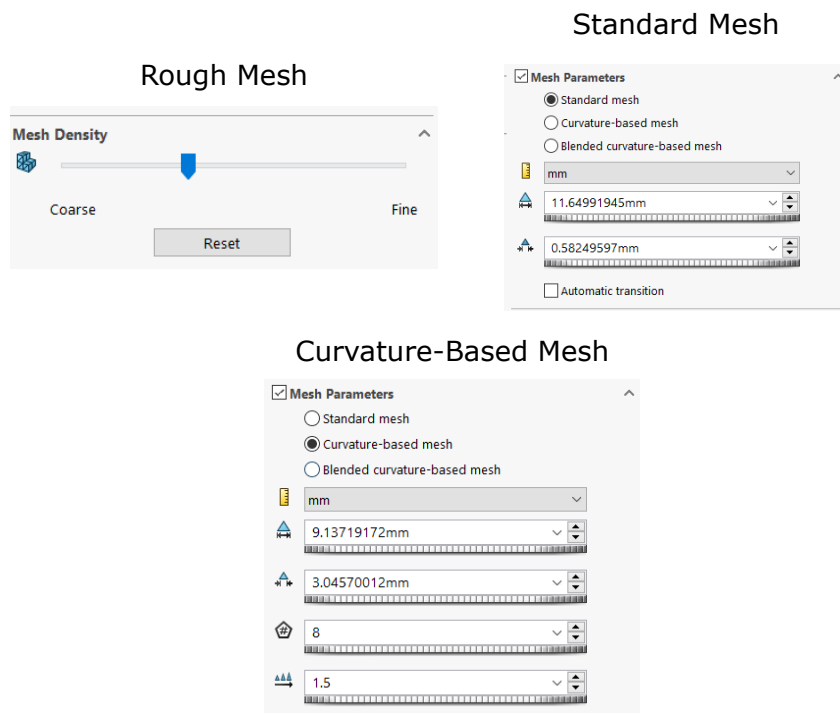 Standard Mesh
Rough Mesh
Mesh Density
Coarse
Fine
Reset
Mesh Parameters
Standard mesh
Curvature-based mesh
Blended curvature-based mesh
mm
11.64991945mm
0.58249597mm
Automatic transition
Curvature-Based Mesh
Mesh Parameters
Standard mesh
Curvature-based mesh
Blended curvature-based mesh
mm
9.13719172mm
3.04570012mm
#
8
1.5